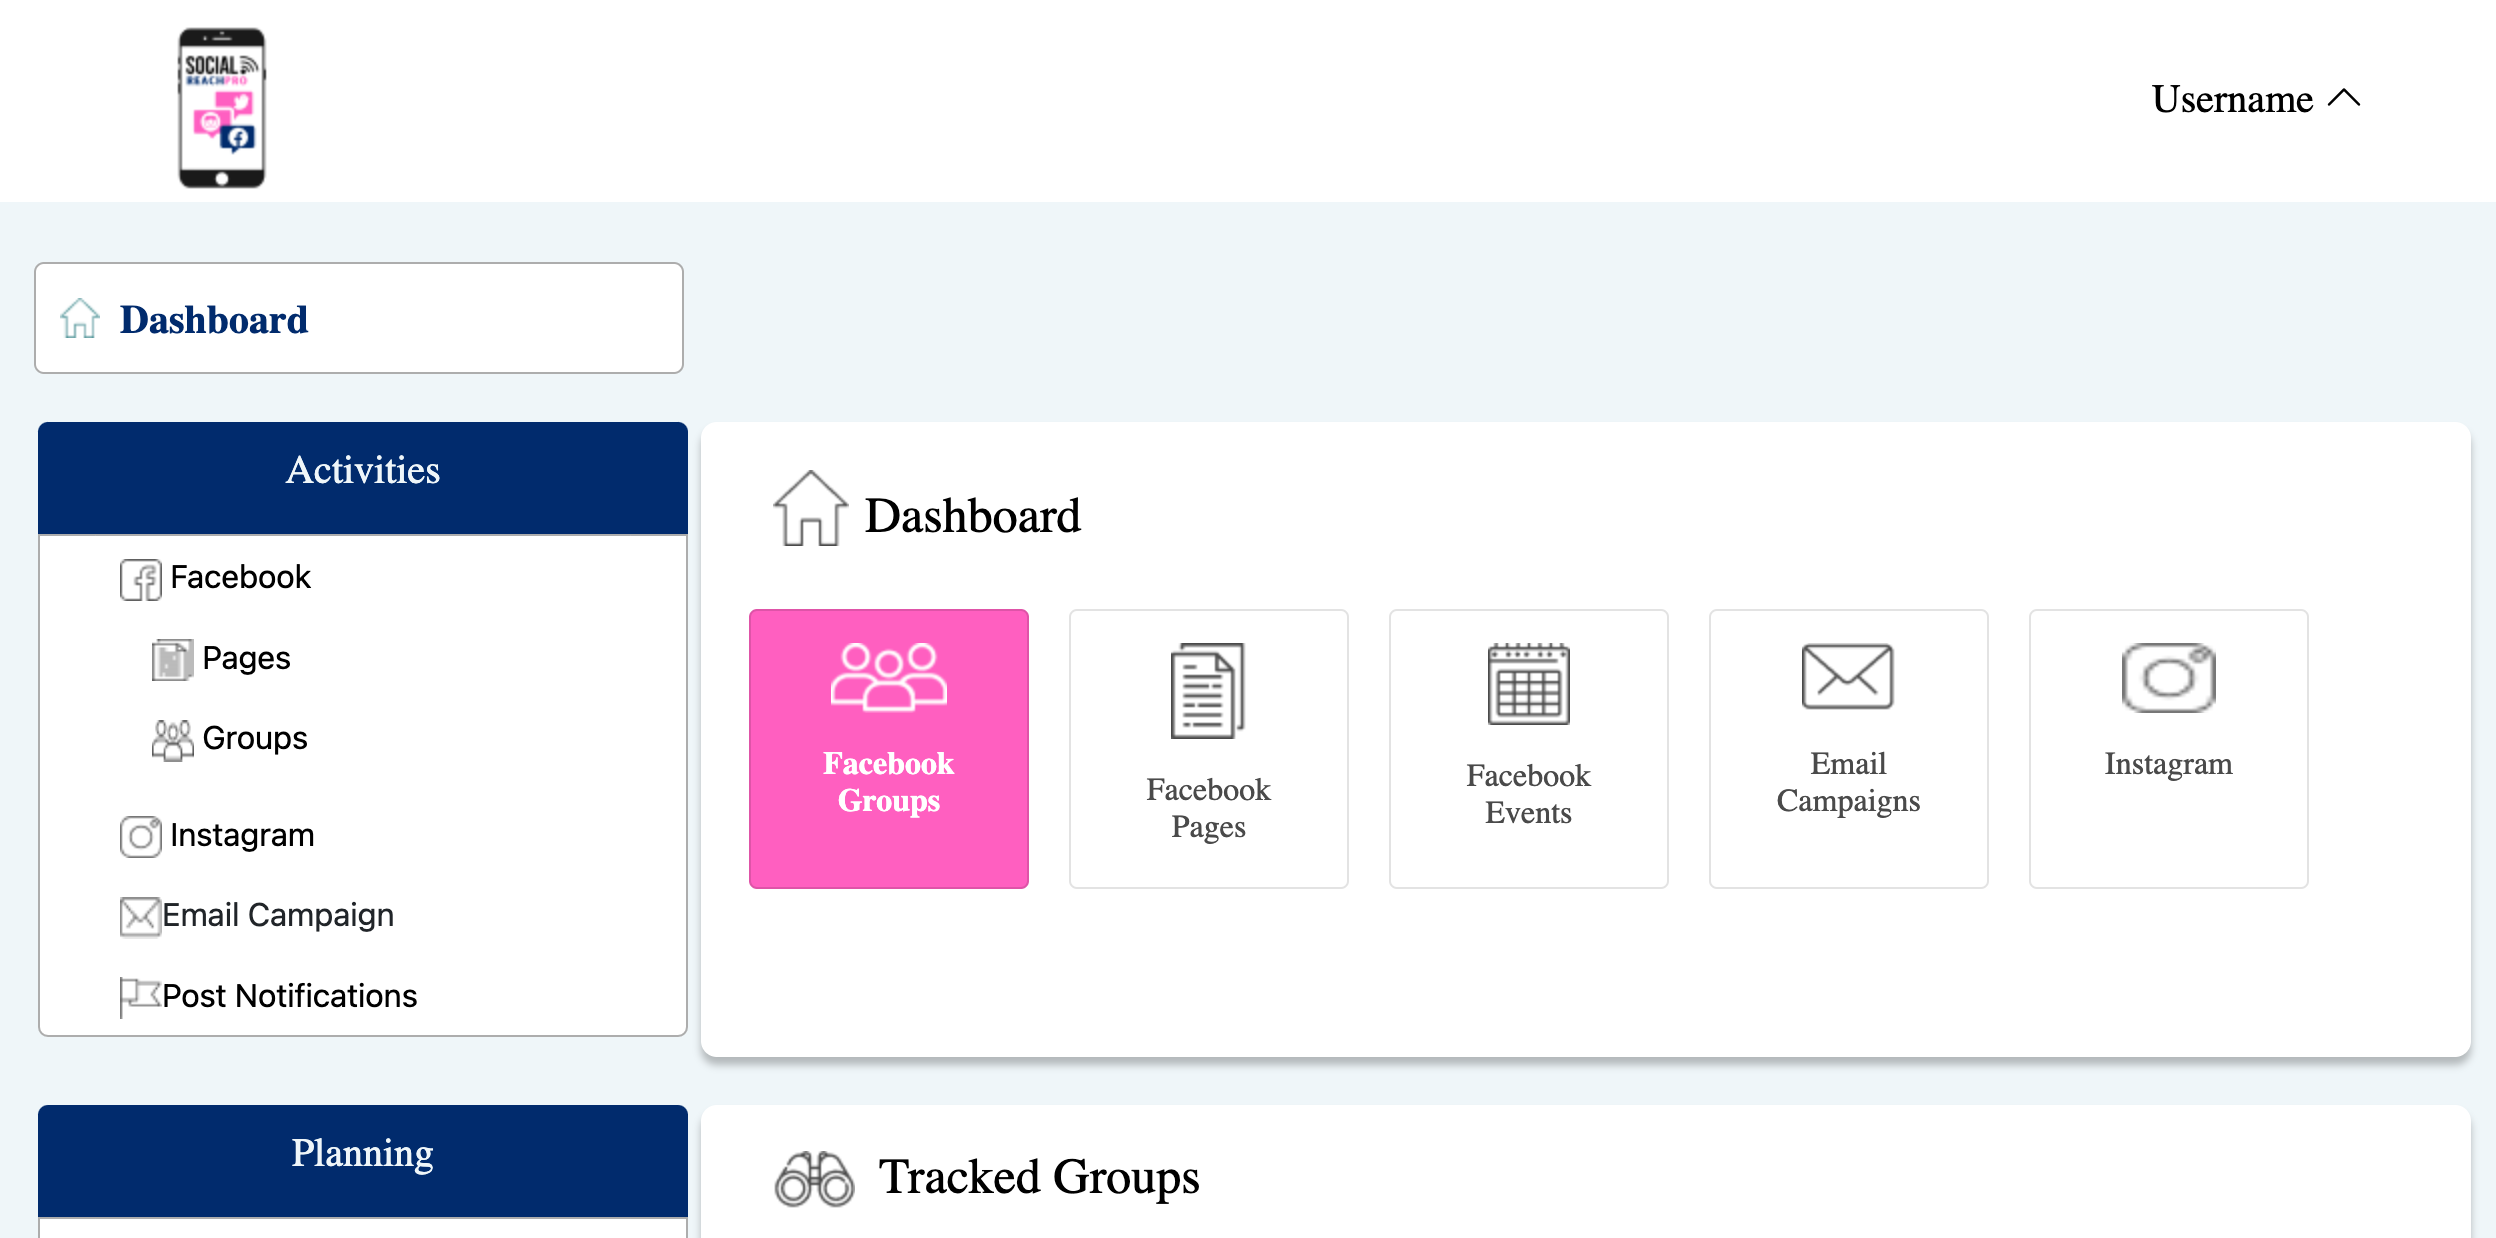 SOCIAL
REACHPRO
Username
Dashboard
Activities
Facebook
Pages
Groups
Instagram
Email Campaign
Post Notifications
Dashboard
Facebook
Groups
Facebook
Pages
Facebook
Events
Email
Campaigns
Instagram
Planning
Tracked Groups